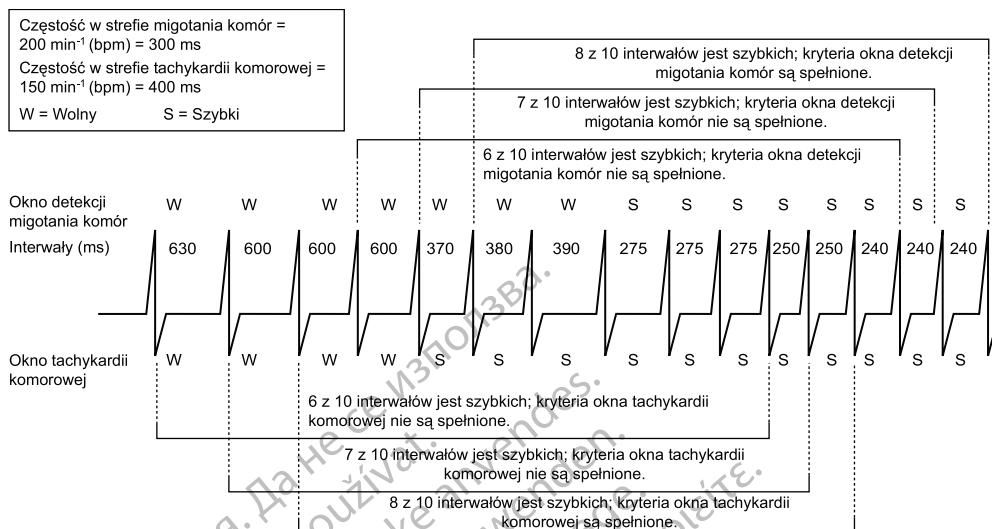 Częstość w strefie migotania komór =
200 min⁻¹ (bpm) = 300 ms
Częstość w strefie tachykardii komorowej =
150 min⁻¹ (bpm) = 400 ms
W = Wolny S = Szybki
8 z 10 interwałów jest szybkich; kryteria okna detekcji
migotania komór są spełnione.
7 z 10 interwałów jest szybkich; kryteria okna detekcji
migotania komór nie są spełnione.
6 z 10 interwałów jest szybkich; kryteria okna detekcji
migotania komór nie są spełnione.
Okno detekcji
migotania komór
W W W W W W W S S S S S S S S
Interwały (ms)
630 600 600 600 370 380 390 275 275 275 250 250 240 240 240
Okno tachykardii
komorowej
W W W W S S S S S S S S S S S
6 z 10 interwałów jest szybkich; kryteria okna tachykardii
komorowej nie są spełnione.
7 z 10 interwałów jest szybkich; kryteria okna tachykardii
komorowej nie są spełnione.
8 z 10 interwałów jest szybkich; kryteria okna tachykardii
komorowej są spełnione.
Да не се използва.
anvendes.